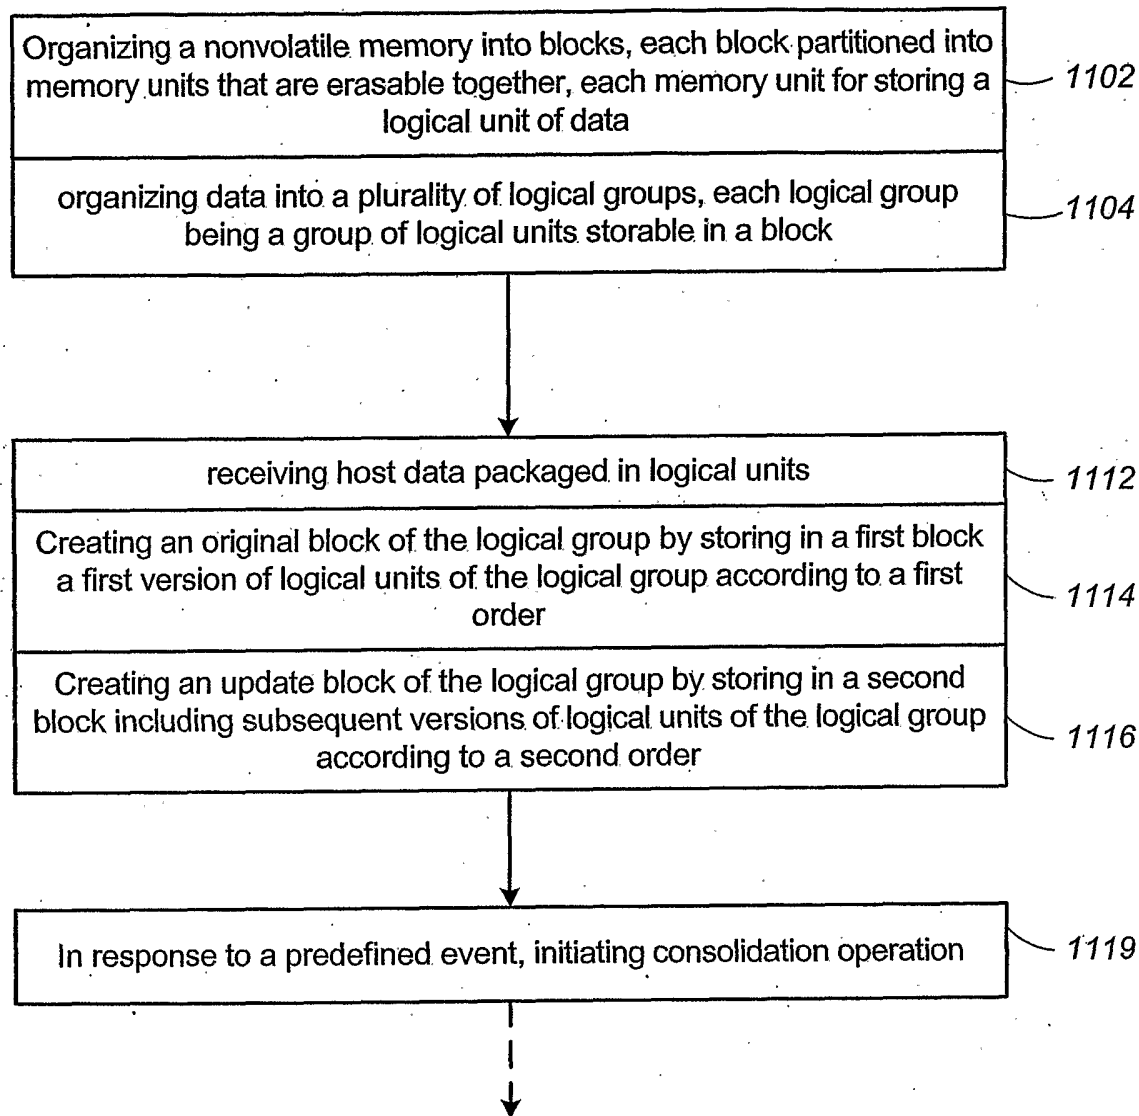 Organizing a nonvolatile memory into blocks, each block partitioned into
memory units that are erasable together, each memory unit for storing a
logical unit of data
1102
organizing data into a plurality of logical groups, each logical group
being a group of logical units storable in a block
1104
receiving host data packaged in logical units
1112
Creating an original block of the logical group by storing in a first block
a first version of logical units of the logical group according to a first
order
1114
Creating an update block of the logical group by storing in a second
block including subsequent versions of logical units of the logical group
according to a second order
1116
In response to a predefined event, initiating consolidation operation
1119